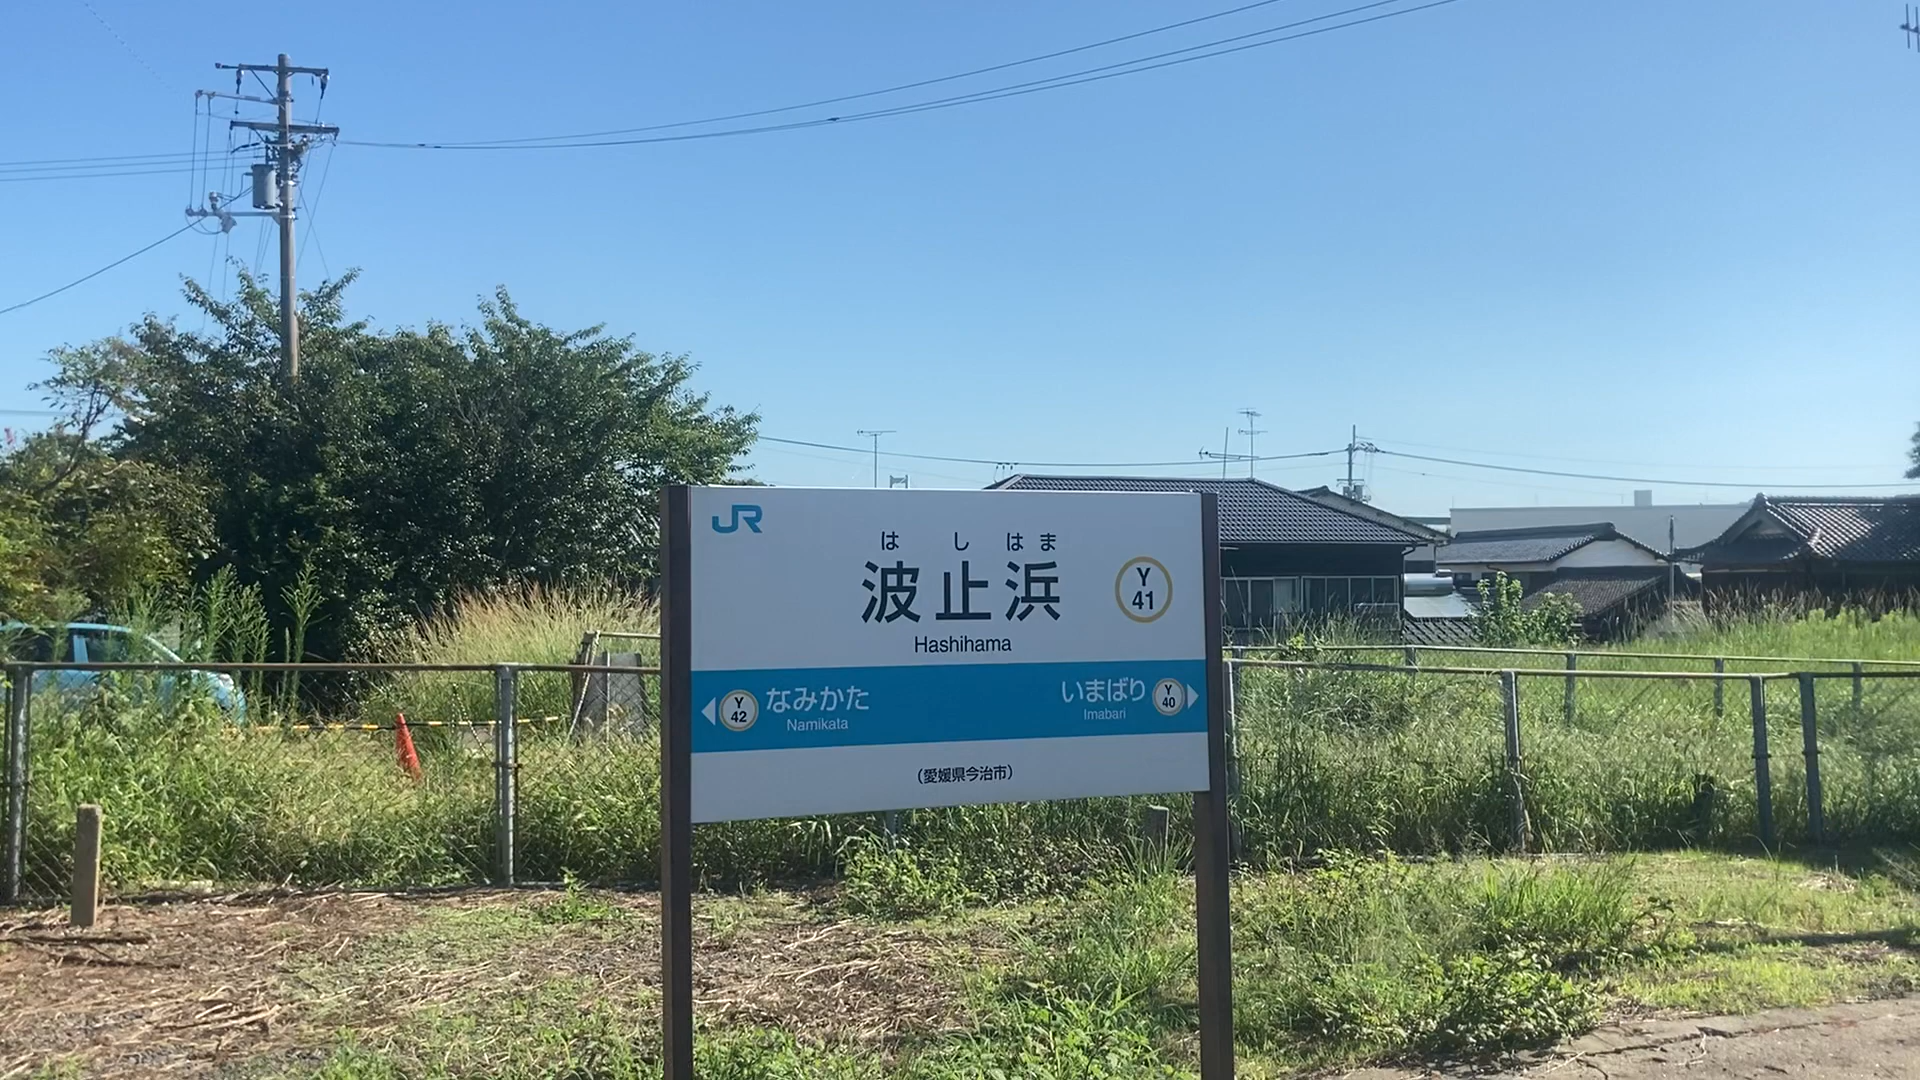 JR
はしはま
波止浜
Y
41
Hashihama
Y
42
なみかた
Namikata
いまばり
Imabari
Y
40
(愛媛県今治市)